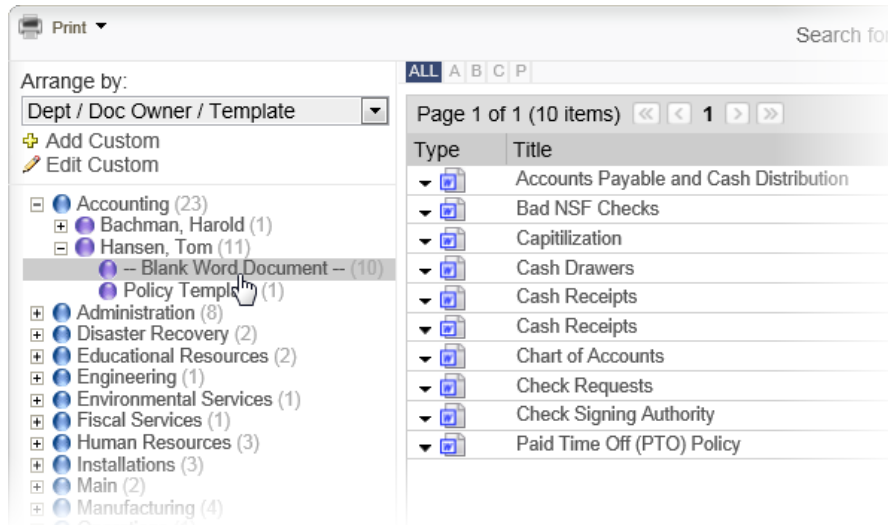 Print
Search for
Arrange by:
Dept / Doc Owner / Template
Add Custom
Edit Custom
Accounting (23)
Bachman, Harold (1)
Hansen, Tom (11)
-- Blank Word Document -- (10)
(1)
Policy
Administration (8)
Disaster Recovery (2)
Educational Resources (2)
Engineering (1)
Environmental Services (1)
Fiscal Services (1)
Human Resources (3)
Installations (3)
Main (2)
Manufacturing (4)
ALL A B C P
Page 1 of 1 (10 items) « < 1 > »
Type Title
Accounts Payable and Cash Distribution
Bad NSF Checks
Capitilization
Cash Drawers
Cash Receipts
Cash Receipts
Chart of Accounts
Check Requests
Check Signing Authority
Paid Time Off (PTO) Policy